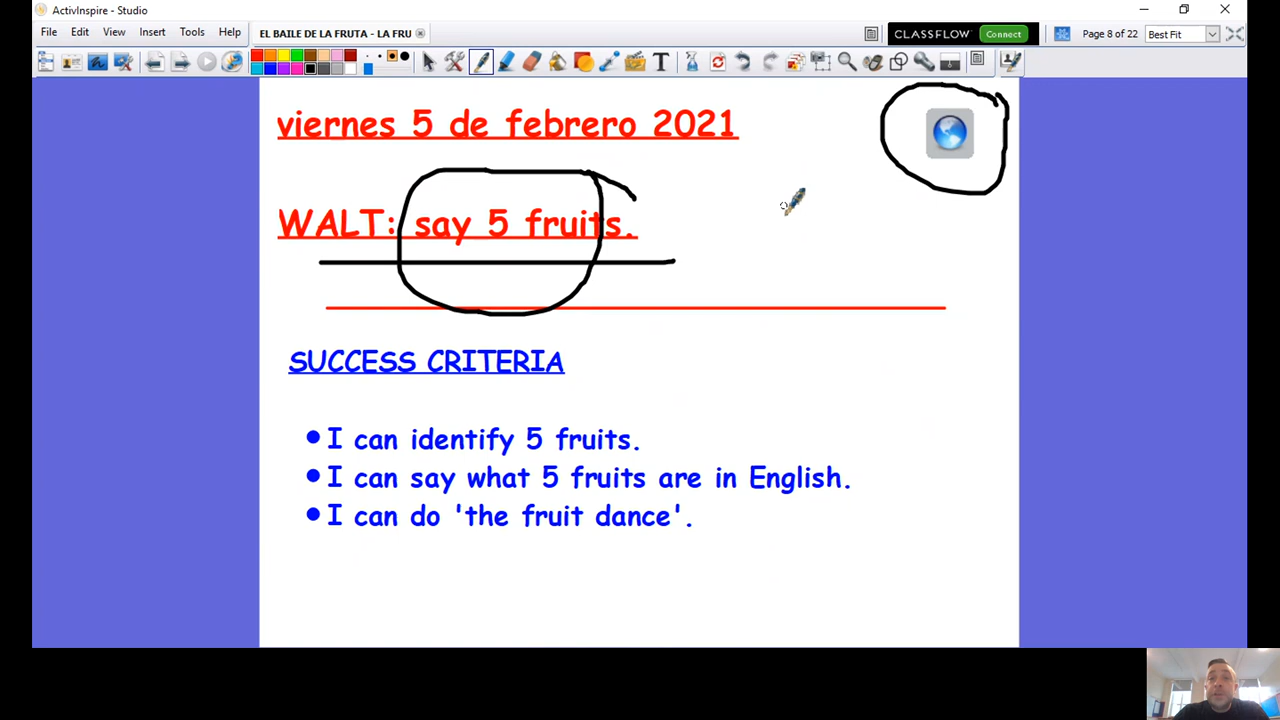 ActivInspire - Studio
File Edit View Insert Tools Help
EL BAILE DE LA FRUTA - LA FRU
CLASSFLOW Connect
Page 8 of 22
Best Fit
viernes 5 de febrero 2021
WALT: say 5 fruits.
SUCCESS CRITERIA
I can identify 5 fruits.
I can say what 5 fruits are in English.
I can do 'the fruit dance'.